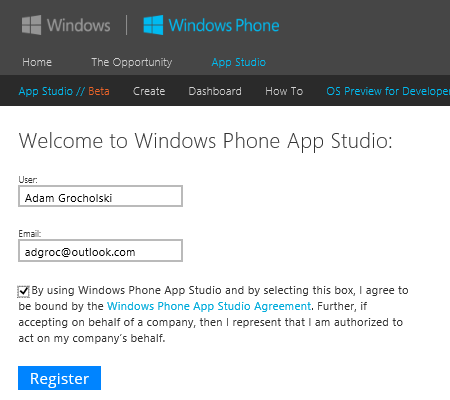 Windows | Windows Phone
Home The Opportunity App Studio
App Studio // Beta Create Dashboard How To OS Preview for Developer
Welcome to Windows Phone App Studio:
User:
Adam Grocholski
Email:
adgroc@outlook.com
By using Windows Phone App Studio and by selecting this box, I agree to
be bound by the Windows Phone App Studio Agreement. Further, if
accepting on behalf of a company, then I represent that I am authorized to
act on my company's behalf.
Register